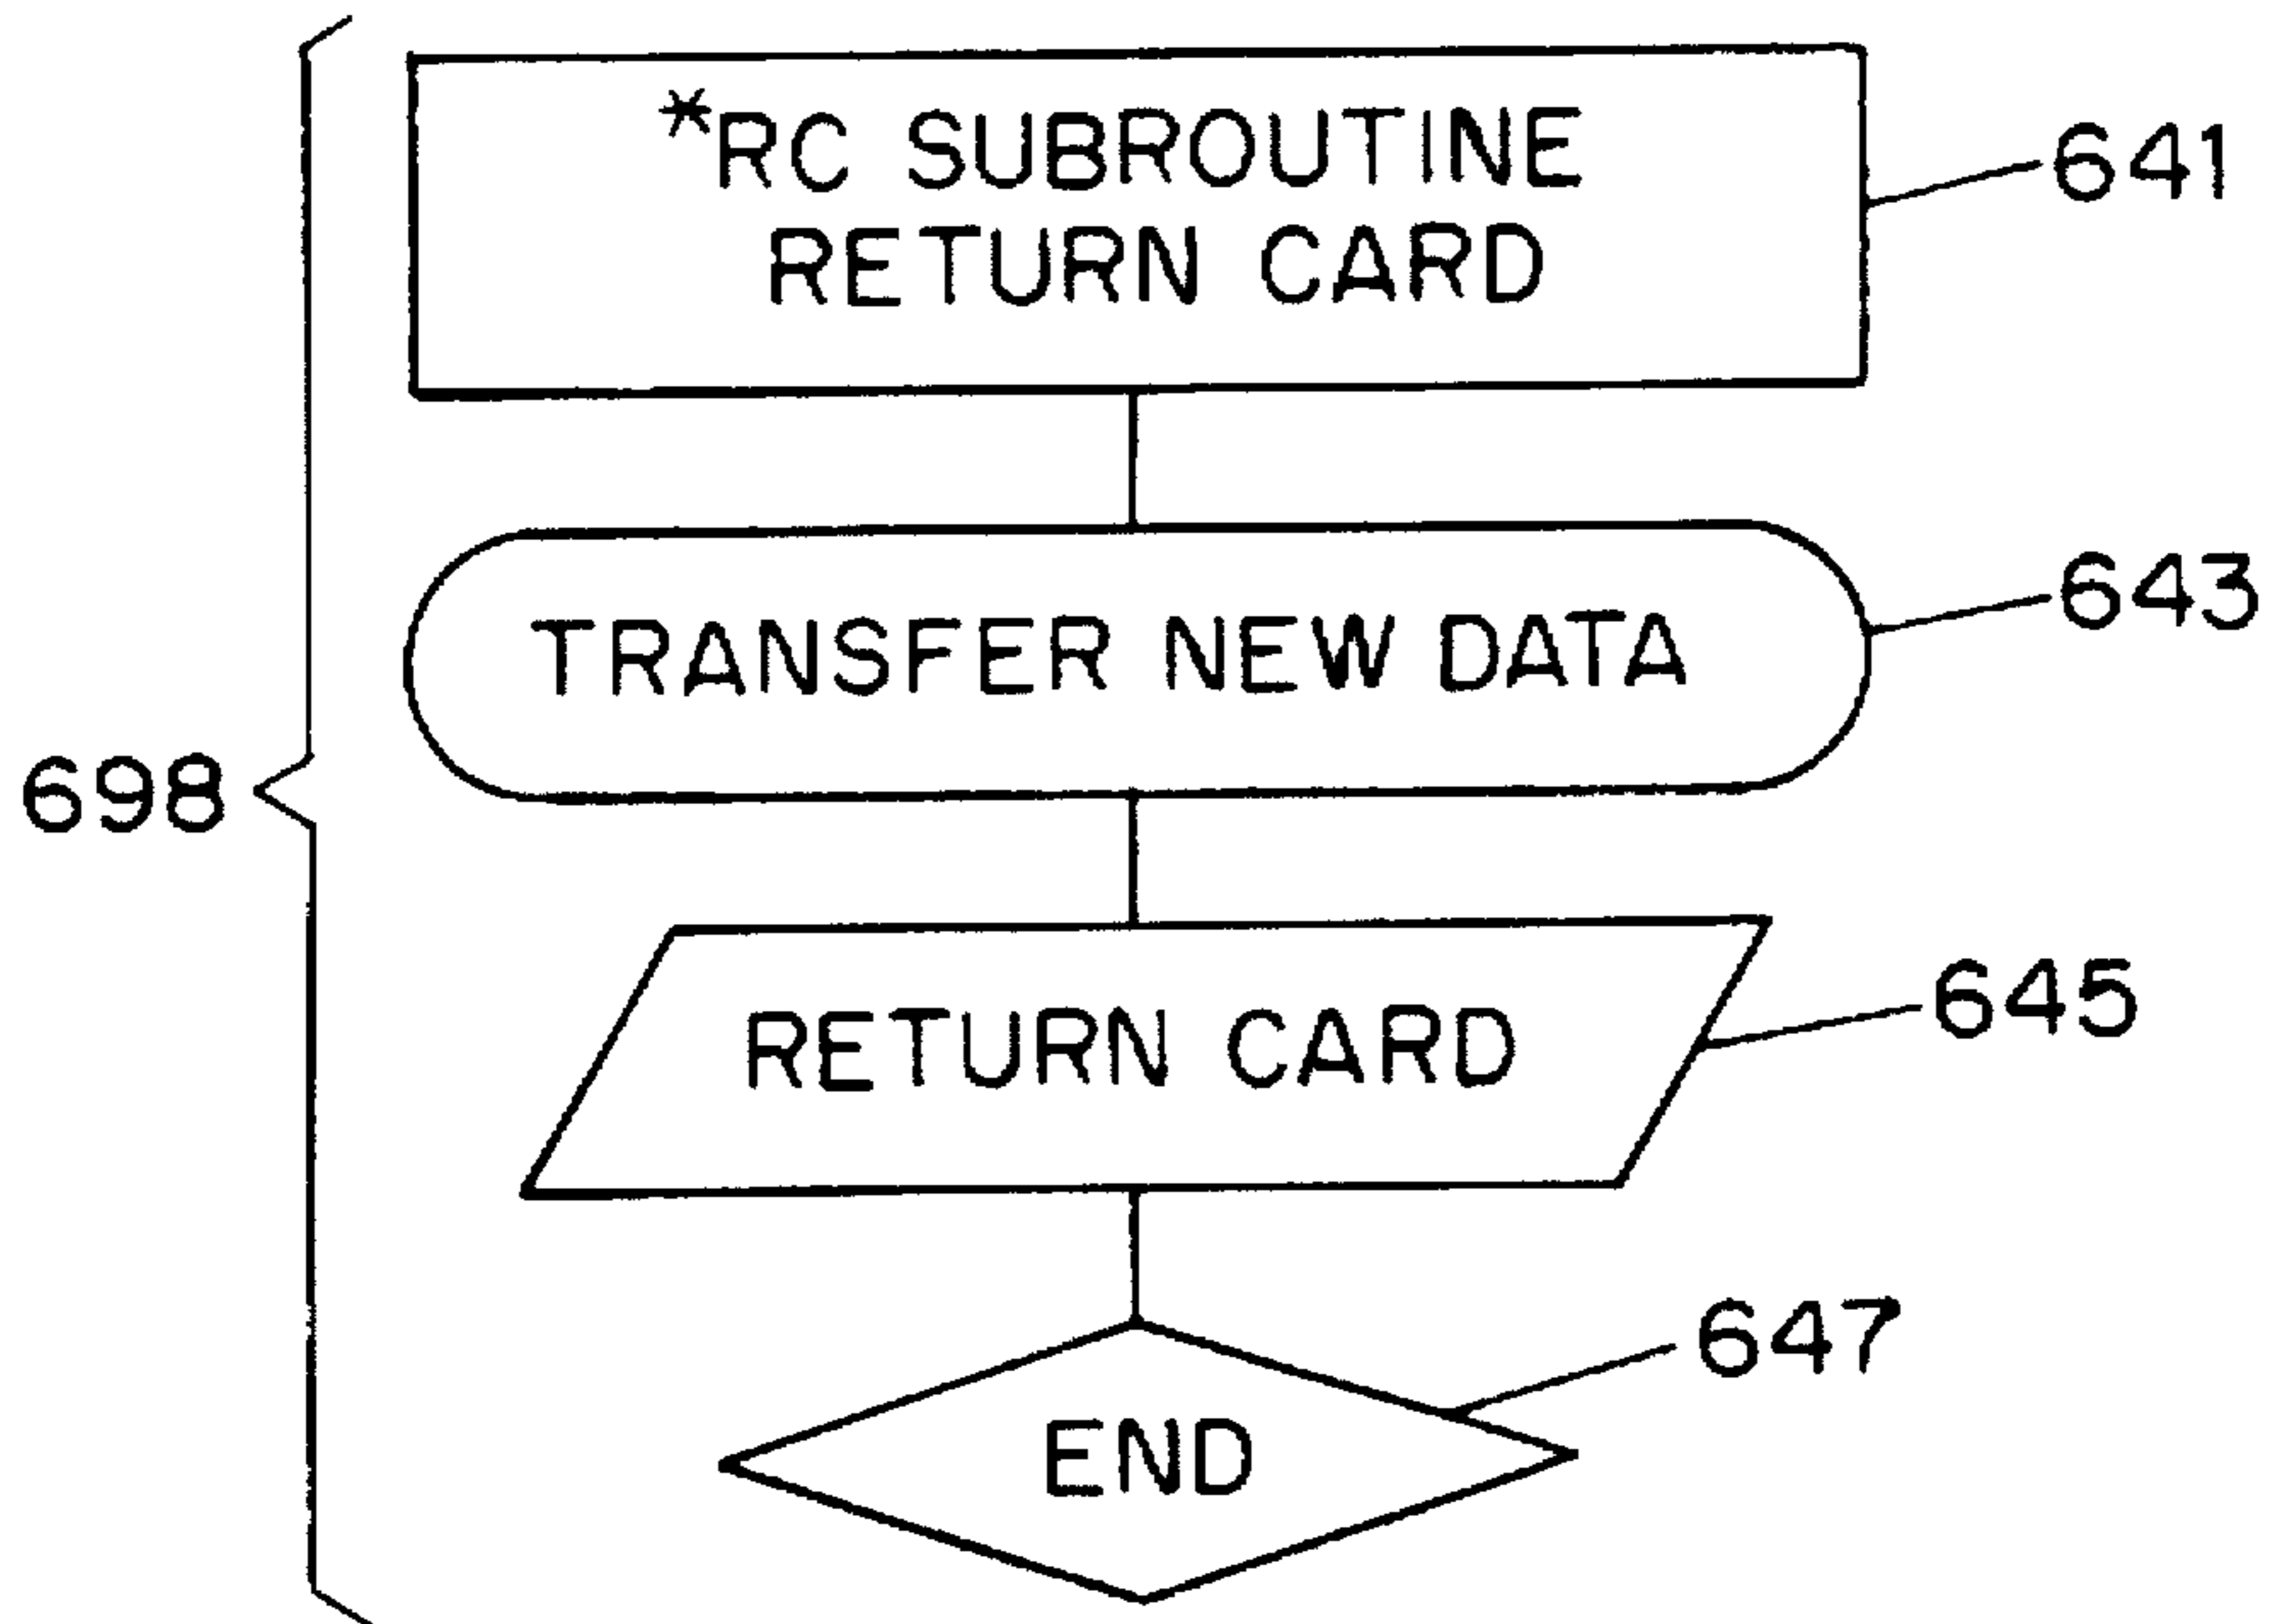 *RC SUBROUTINE
RETURN CARD
641
TRANSFER NEW DATA
643
698
RETURN CARD
645
647
END